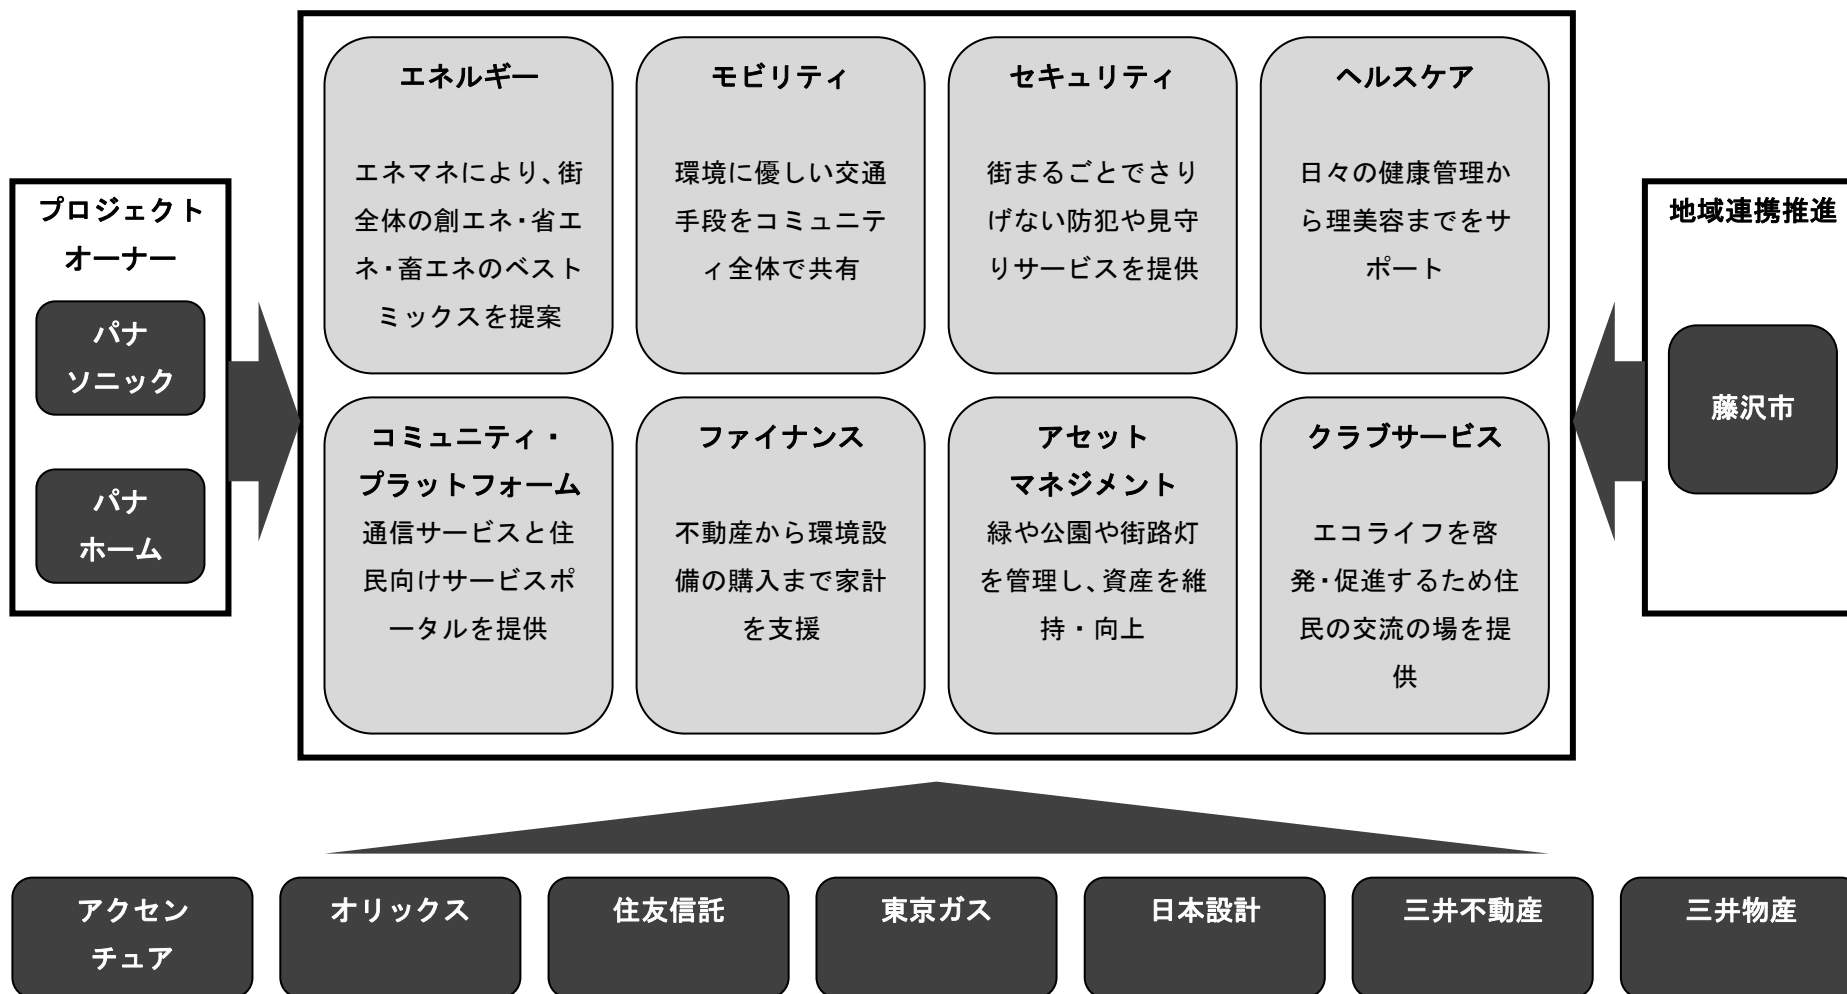 プロジェクト
オーナー
パナ
ソニック
パナ
ホーム
エネルギー
エネマネにより、街
全体の創エネ・省エ
ネ・畜エネのベスト
ミックスを提案
モビリティ
環境に優しい交通
手段をコミュニテ
ィ全体で共有
セキュリティ
街まるごとでさり
げない防犯や見守
りサービスを提供
ヘルスケア
日々の健康管理か
ら理美容までをサ
ポート
コミュニティ・
プラットフォーム
通信サービスと住
民向けサービスポ
ータルを提供
ファイナンス
不動産から環境設
備の購入まで家計
を支援
アセット
マネジメント
緑や公園や街路灯
を管理し、資産を維
持・向上
クラブサービス
エコライフを啓
発・促進するため住
民の交流の場を提
供
地域連携推進
藤沢市
アクセン
チュア
オリックス
住友信託
東京ガス
日本設計
三井不動産
三井物産